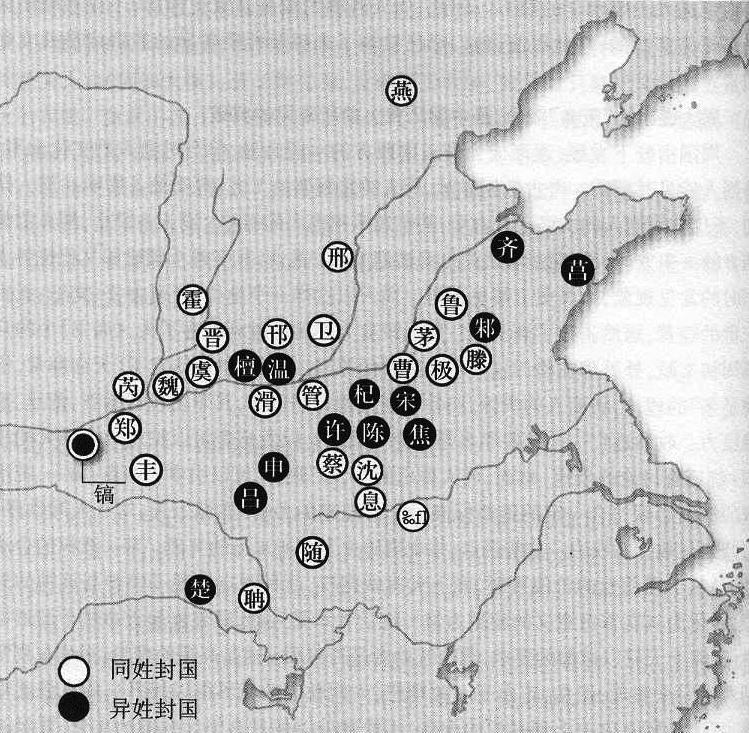 燕
邢
齐
莒
霍
鲁
晋
邘
卫
茅
邾
虞
檀
温
曹
极
滕
芮
魏
滑
管
杞
宋
郑
许
陈
焦
丰
申
蔡
沈
镐
吕
息
‰fl
随
楚
聃
同姓封国
异姓封国